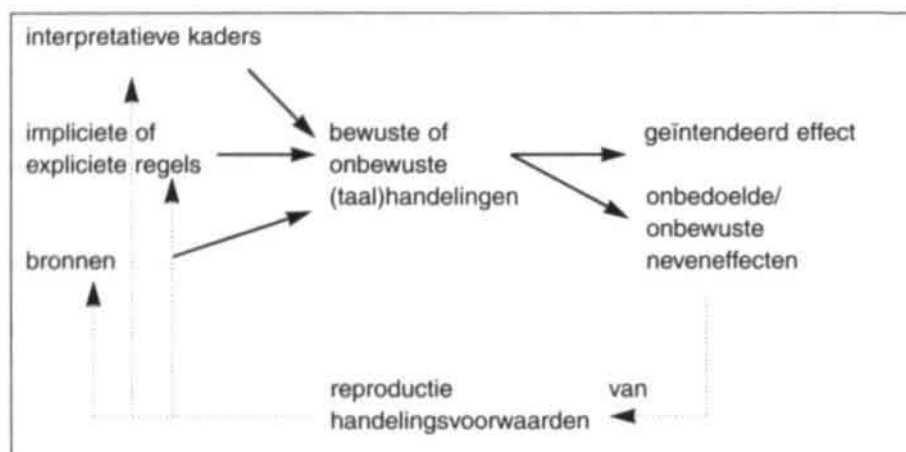 interpretatieve kaders
impliciete of
expliciete regels
bronnen
bewuste of
onbewuste
(taal)handelingen
geïntendeerd effect
onbedoelde/
onbewuste
neveneffecten
reproductie van
handelingsvoorwaarden